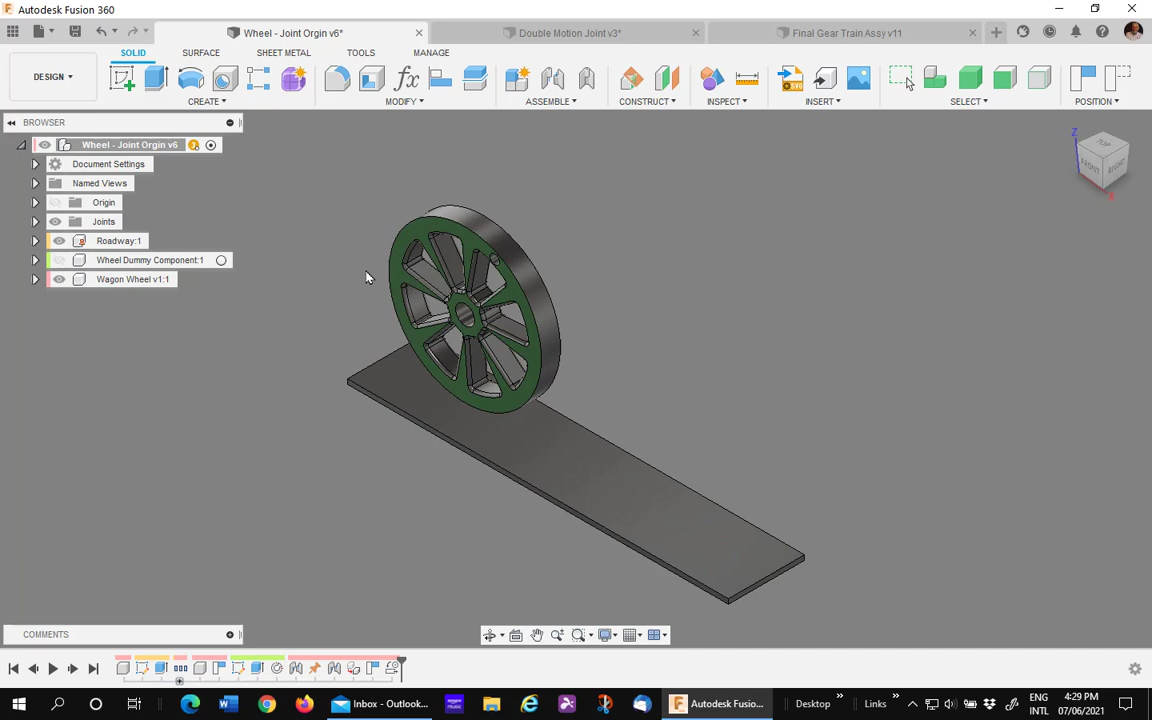 Autodesk Fusion 360
Wheel - Joint Orgin v6*
Double Motion Joint v3*
Final Gear Train Assy v11
DESIGN
SOLID
SURFACE
SHEET METAL
TOOLS
MANAGE
CREATE
MODIFY
ASSEMBLE
CONSTRUCT
INSPECT
INSERT
SELECT
POSITION
BROWSER
Wheel - Joint Orgin v6
Document Settings
Named Views
Origin
Joints
Roadway:1
Wheel Dummy Component:1
Wagon Wheel v1:1
Z
TOP
FRONT
RIGHT
X
COMMENTS
Inbox - Outlook...
Autodesk Fusio...
Desktop
Links
ENG
INTL
4:29 PM
07/06/2021